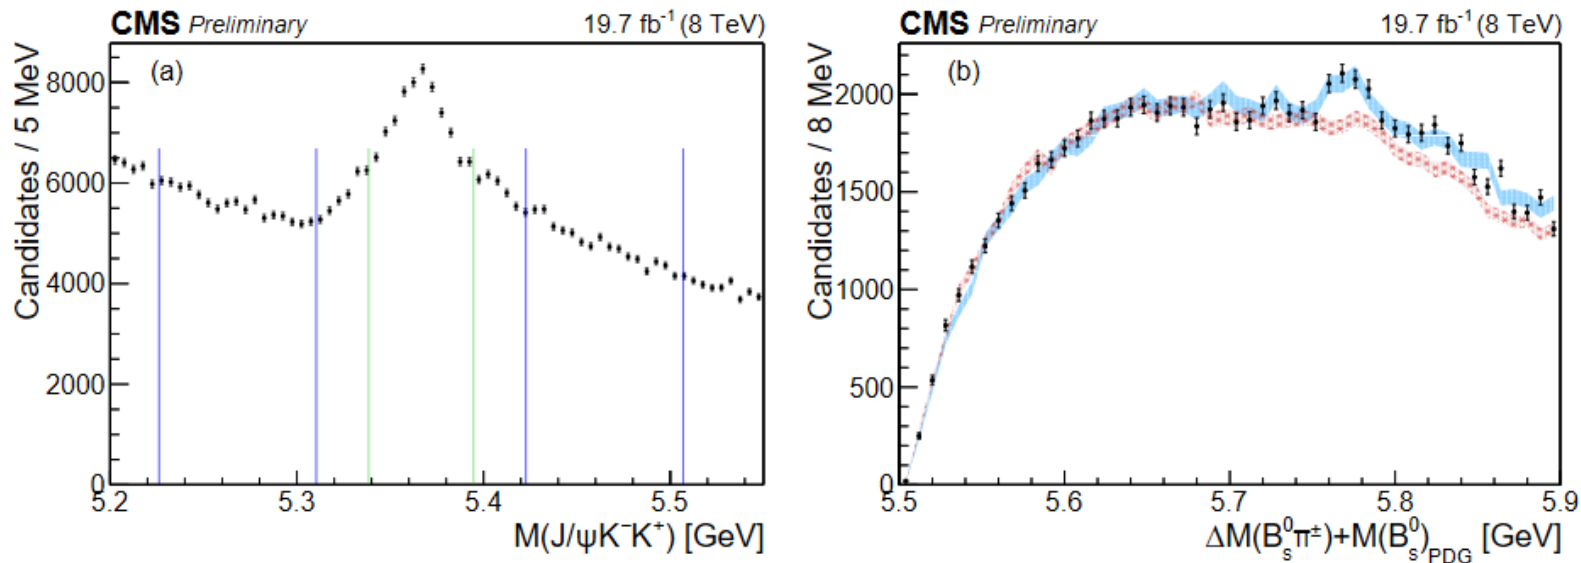 CMS Preliminary 19.7 fb⁻¹ (8 TeV)
(a)
Candidates / 5 MeV
8000
6000
4000
2000
0
5.2 5.3 5.4 5.5
M(J/ψK⁻K⁺) [GeV]
CMS Preliminary 19.7 fb⁻¹ (8 TeV)
(b)
Candidates / 8 MeV
2000
1500
1000
500
0
5.5 5.6 5.7 5.8 5.9
ΔM(B⁰ₛπ±)+M(B⁰ₛ)PDG [GeV]